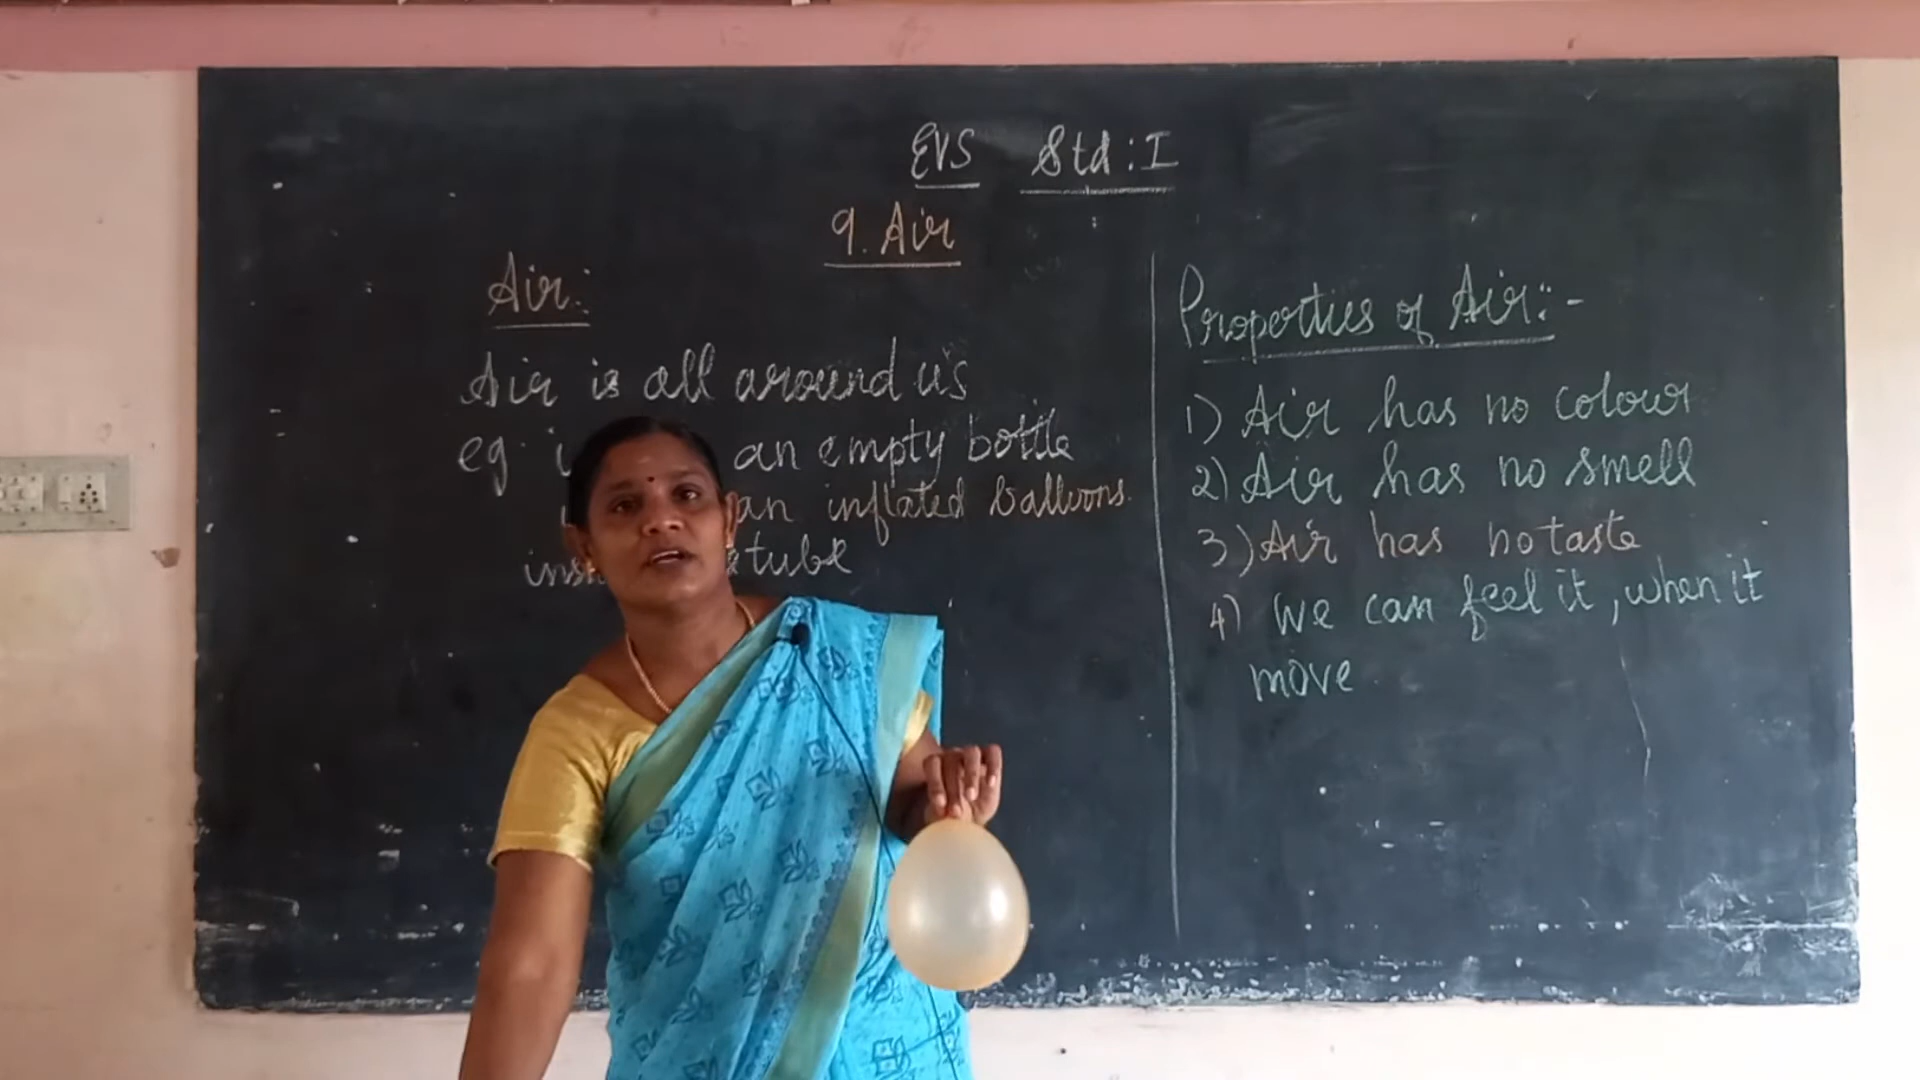 EVS Std : I
9. Air
Air:
Air is all around us
eg. an empty bottle
an inflated balloons.
tube
Properties of Air:-
1) Air has no colour
2) Air has no smell
3) Air has no taste
4) We can feel it, when it
move